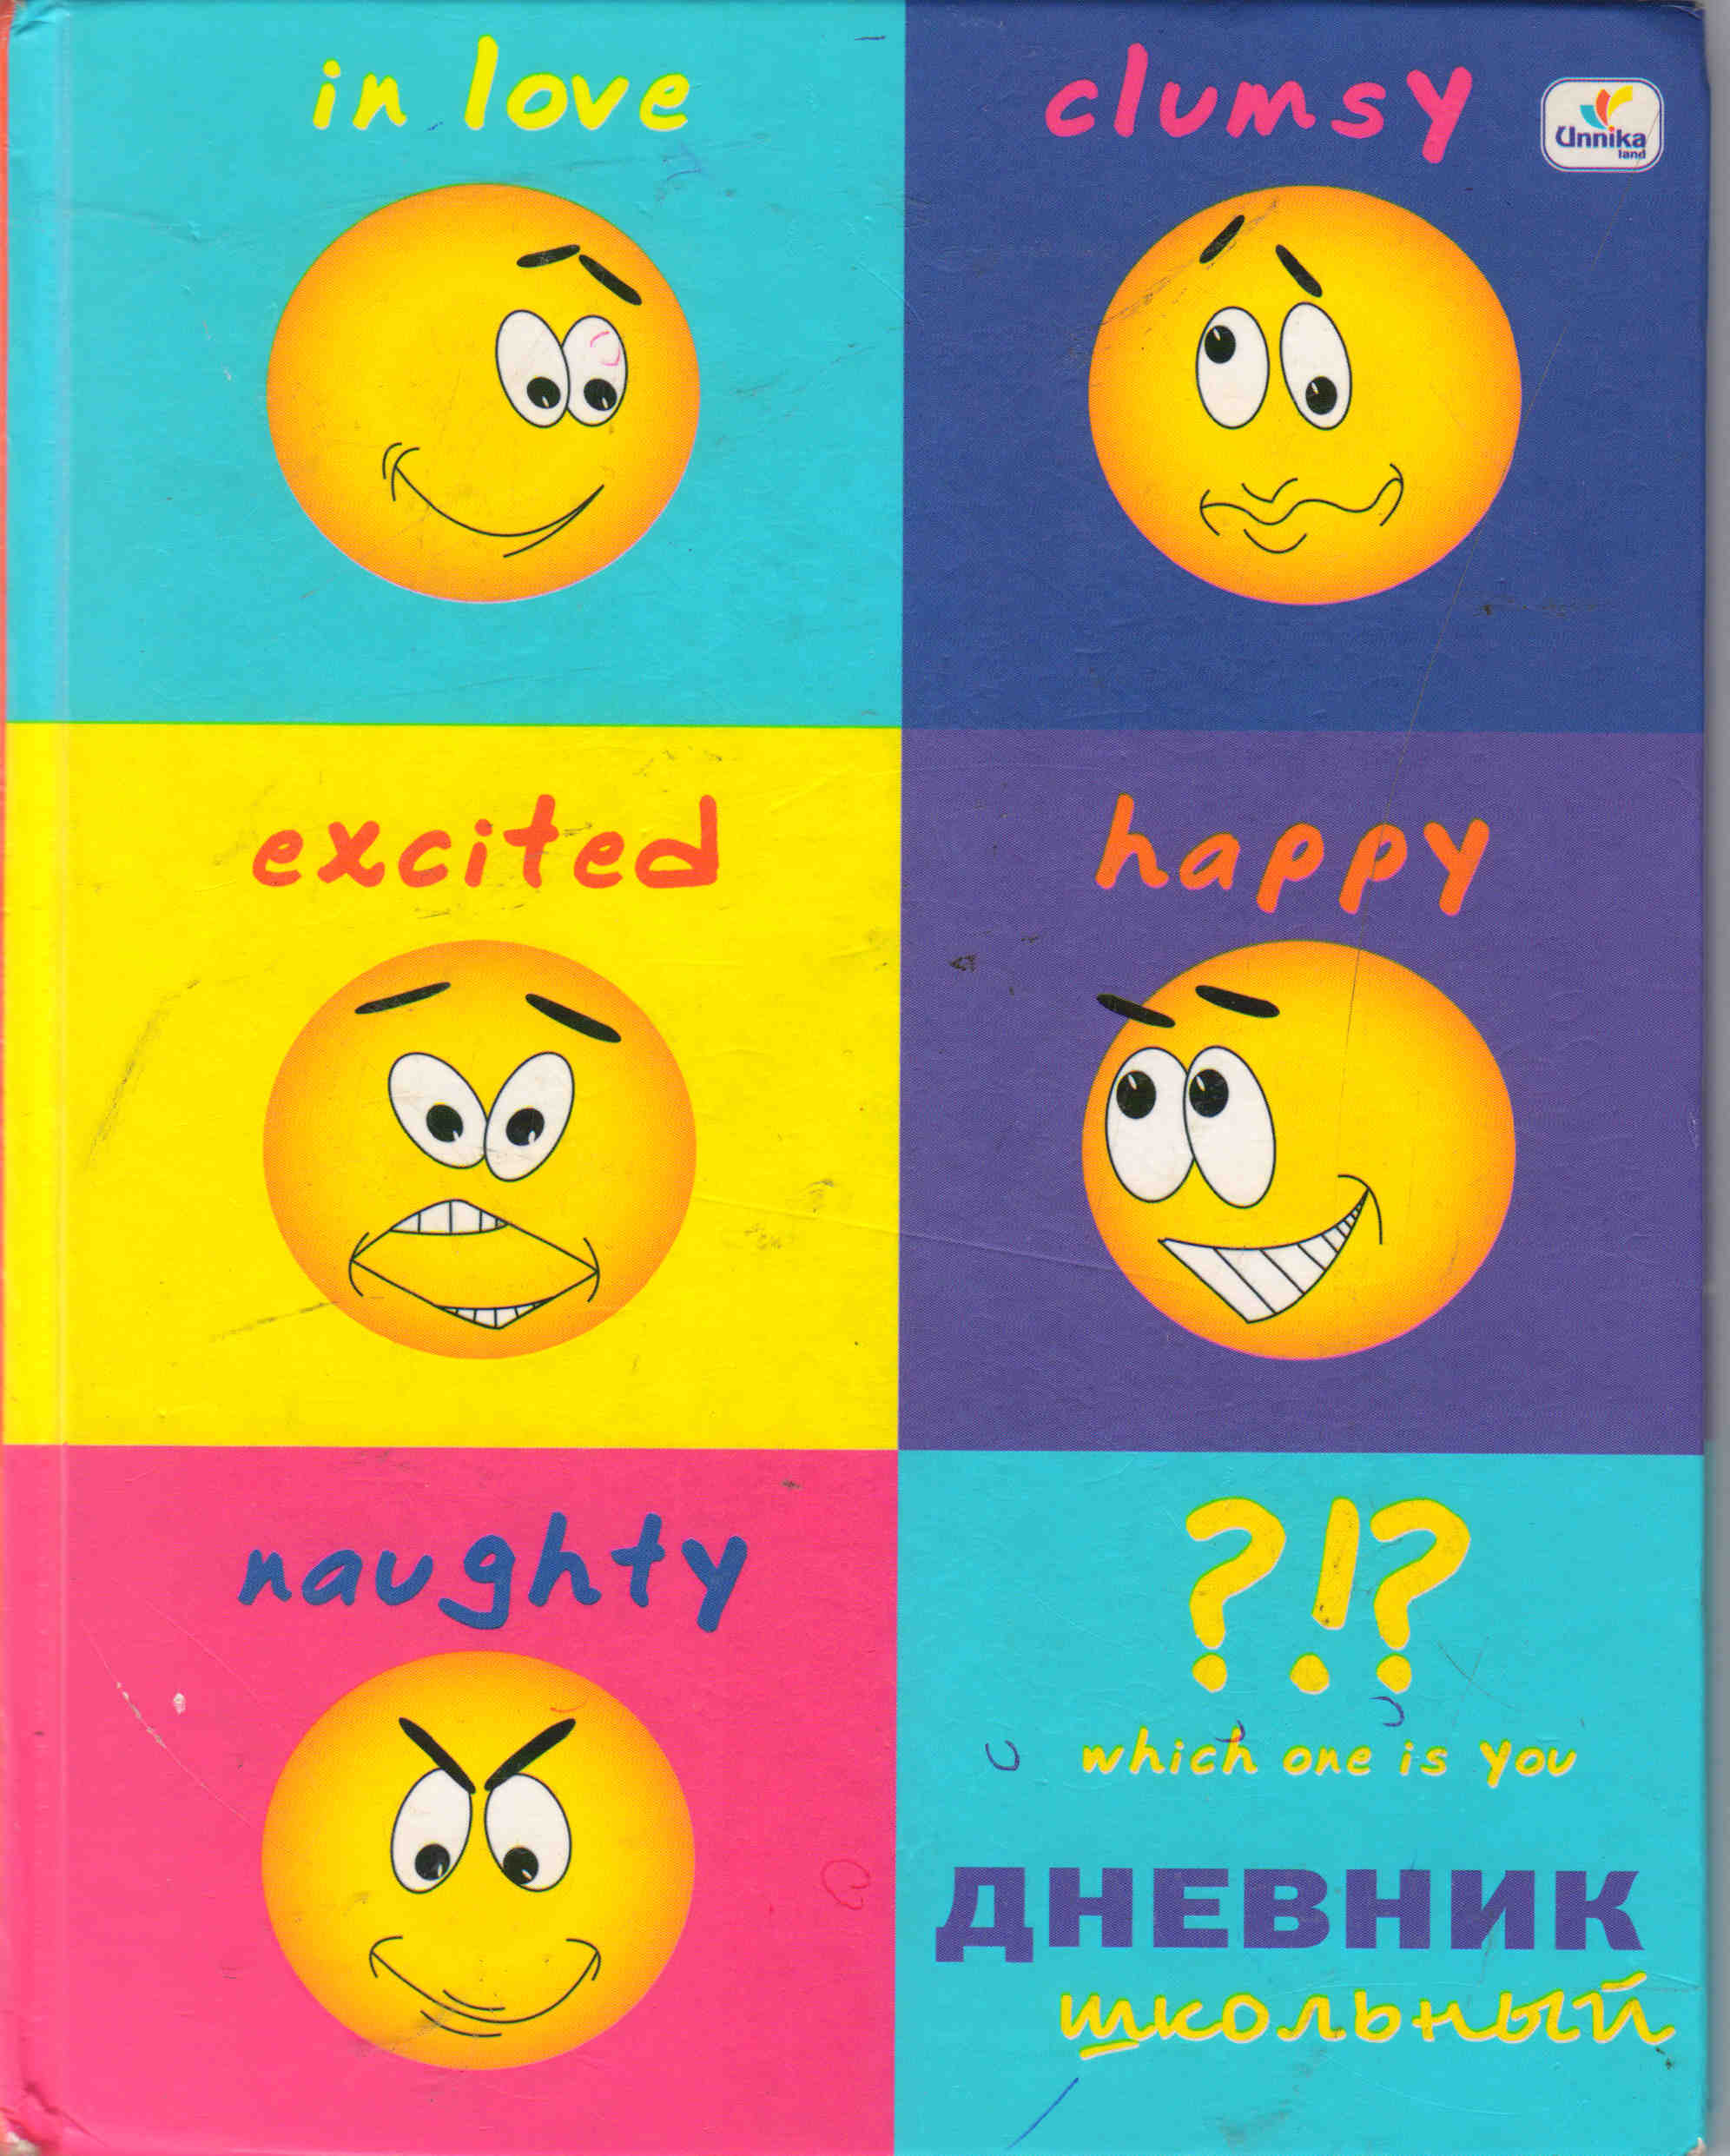 in love
clumsy
Unnika
land
excited
happy
naughty
?!?
which one is you
ДНЕВНИК
школьный